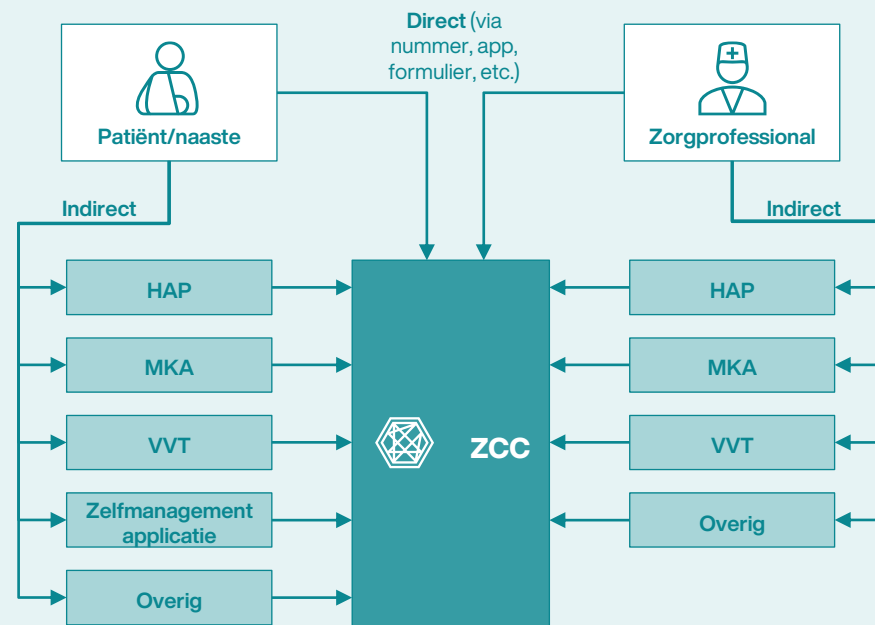 Direct (via
nummer, app,
formulier, etc.)
Patiënt/naaste
Zorgprofessional
Indirect
Indirect
HAP
HAP
MKA
MKA
VVT
zcc
VVT
Zelfmanagement
applicatie
Overig
Overig